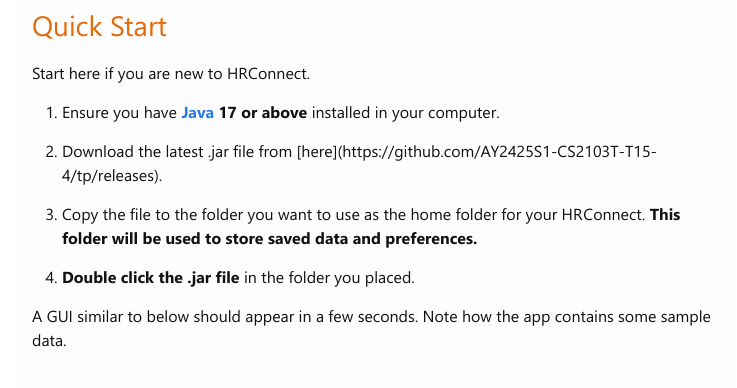 Quick Start
Start here if you are new to HRConnect.
1. Ensure you have Java 17 or above installed in your computer.
2. Download the latest .jar file from [here](https://github.com/AY2425S1-CS2103T-T15-
4/tp/releases).
3. Copy the file to the folder you want to use as the home folder for your HRConnect. This
folder will be used to store saved data and preferences.
4. Double click the .jar file in the folder you placed.
A GUI similar to below should appear in a few seconds. Note how the app contains some sample
data.